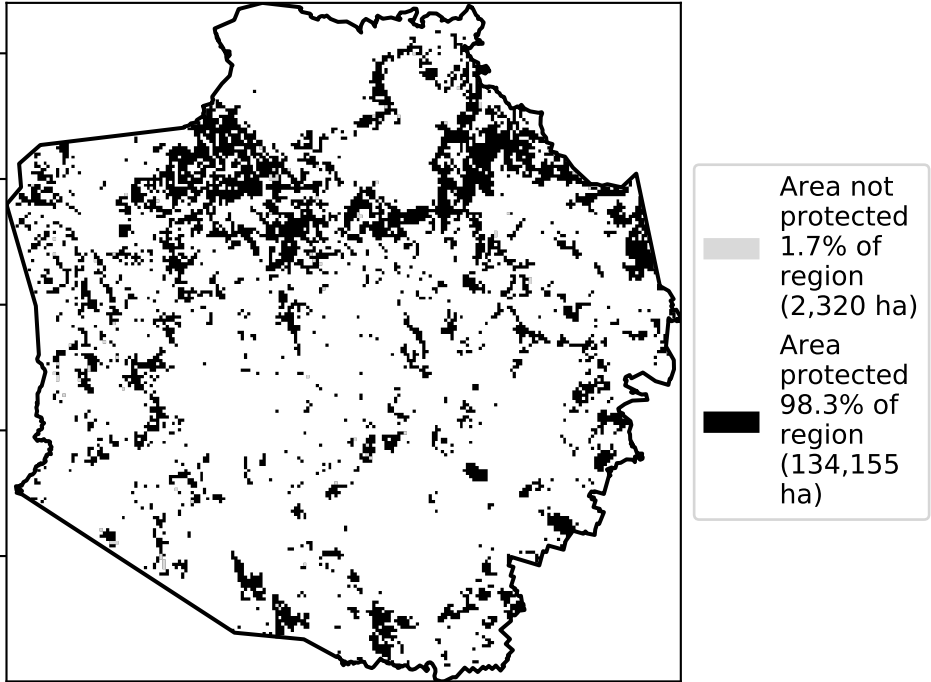 Area not
protected
1.7% of
region
(2,320 ha)
Area
protected
98.3% of
region
(134,155
ha)